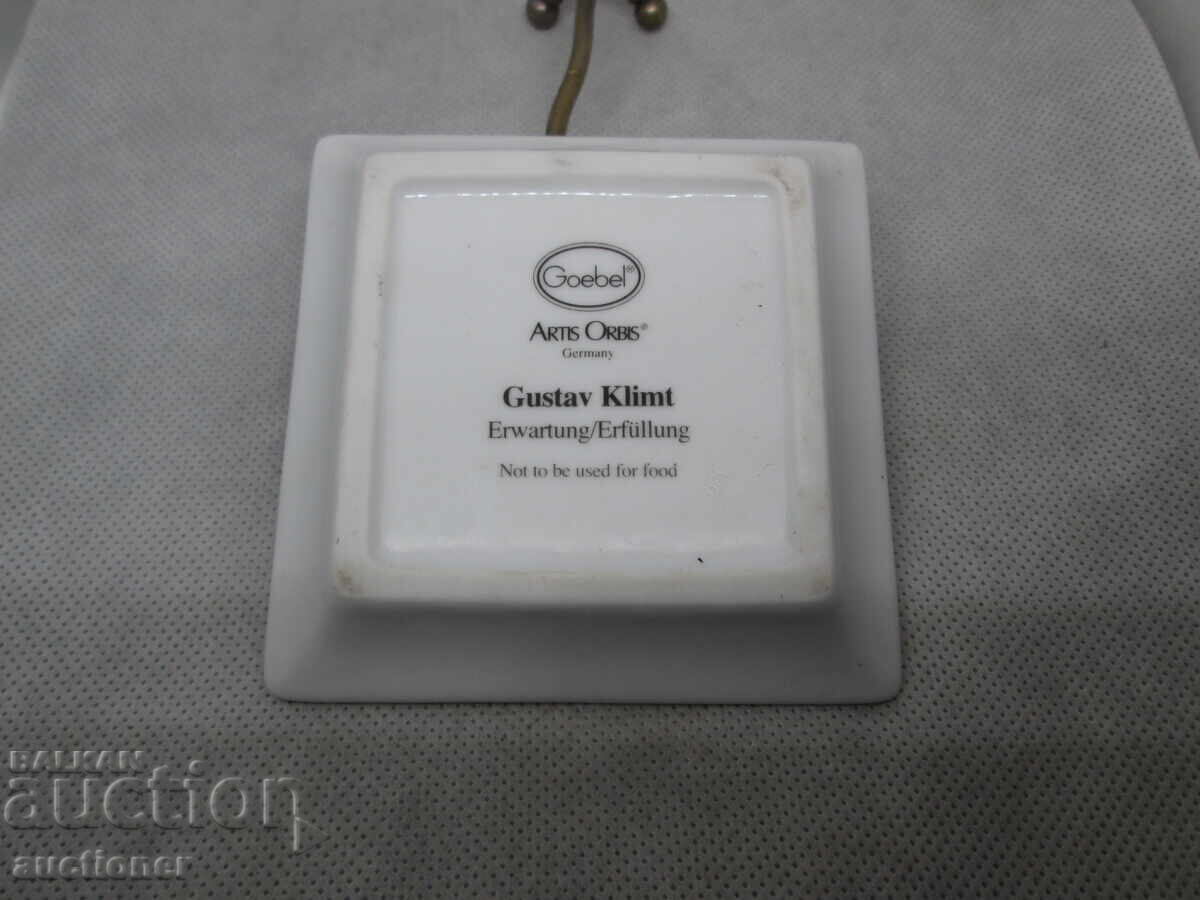 Goebel®
ARTIS ORBIS®
Germany
Gustav Klimt
Erwartung/Erfüllung
Not to be used for food
BALKAN
auction
auctioner